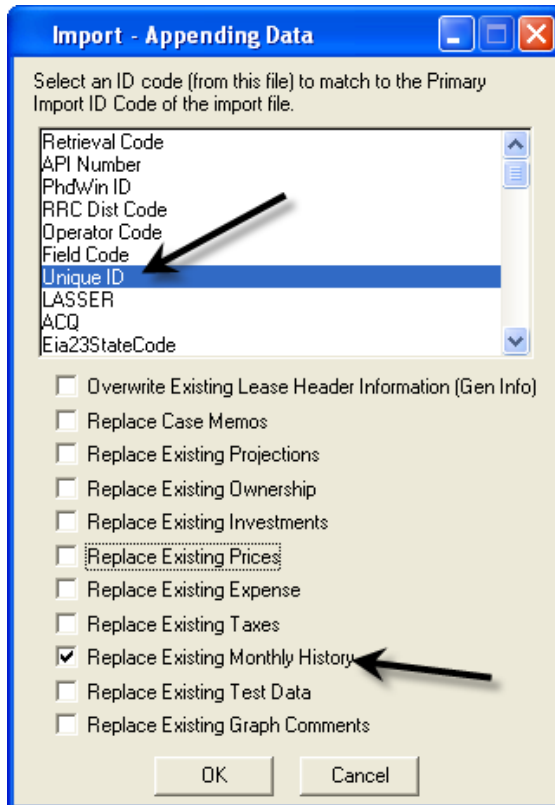 Import - Appending Data
Select an ID code (from this file) to match to the Primary
Import ID Code of the import file.
Retrieval Code
API Number
PhdWin ID
RRC Dist Code
Operator Code
Field Code
Unique ID
LASSER
ACQ
Eia23StateCode
Overwrite Existing Lease Header Information (Gen Info)
Replace Case Memos
Replace Existing Projections
Replace Existing Ownership
Replace Existing Investments
Replace Existing Prices
Replace Existing Expense
Replace Existing Taxes
Replace Existing Monthly History
Replace Existing Test Data
Replace Existing Graph Comments
OK Cancel